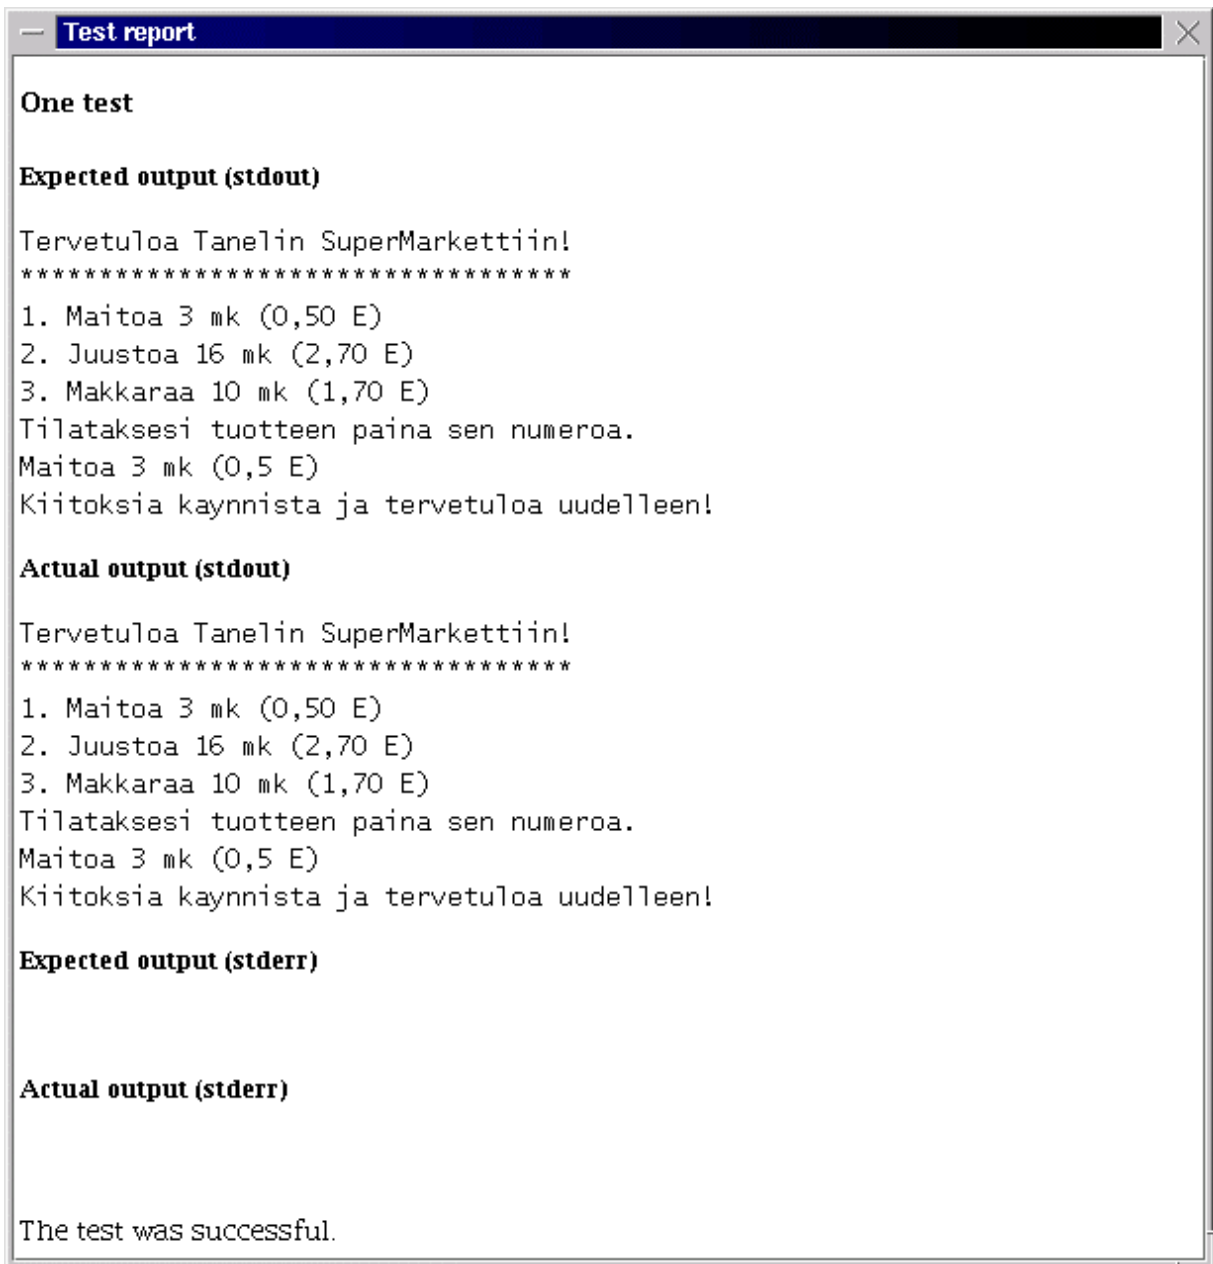 Test report
One test
Expected output (stdout)
Tervetuloa Tanelin SuperMarkettiin!
***********************************
1. Maitoa 3 mk (0,50 E)
2. Juustoa 16 mk (2,70 E)
3. Makkaraa 10 mk (1,70 E)
Tilataksesi tuotteen paina sen numeroa.
Maitoa 3 mk (0,5 E)
Kiitoksia kaynnista ja tervetuloa uudelleen!
Actual output (stdout)
Tervetuloa Tanelin SuperMarkettiin!
***********************************
1. Maitoa 3 mk (0,50 E)
2. Juustoa 16 mk (2,70 E)
3. Makkaraa 10 mk (1,70 E)
Tilataksesi tuotteen paina sen numeroa.
Maitoa 3 mk (0,5 E)
Kiitoksia kaynnista ja tervetuloa uudelleen!
Expected output (stderr)
Actual output (stderr)
The test was successful.